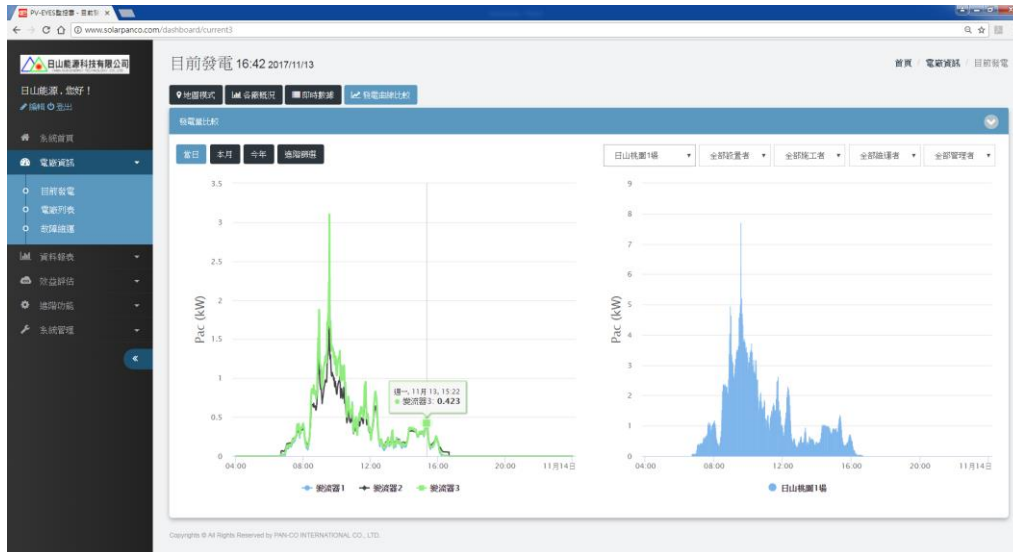 PV-EYES監控雲 - 目前發
www.solarpanco.com/dashboard/current3
日山能源科技有限公司
目前發電 16:42 2017/11/13
首頁 / 電廠資訊 / 目前發電
日山能源 , 您好！
編輯 登出
地圖模式 各廠概況 即時數據 發電曲線比較
發電量比較
系統首頁
電廠資訊
目前發電
電廠列表
故障維運
資料報表
效益評估
進階功能
系統管理
當日 本月 今年 進階篩選
日山桃園1場 全部設置者 全部施工者 全部維運者 全部管理者
Pac (kW)
3.5
3
2.5
2
1.5
1
0.5
0
04:00 08:00 12:00 16:00 20:00 11月14日
週一, 11月 13, 15:22
變流器3: 0.423
變流器1 變流器2 變流器3
Pac (kW)
9
8
7
6
5
4
3
2
1
0
04:00 08:00 12:00 16:00 20:00 11月14日
日山桃園1場
Copyrights © All Rights Reserved by PAN-CO INTERNATIONAL CO., LTD.